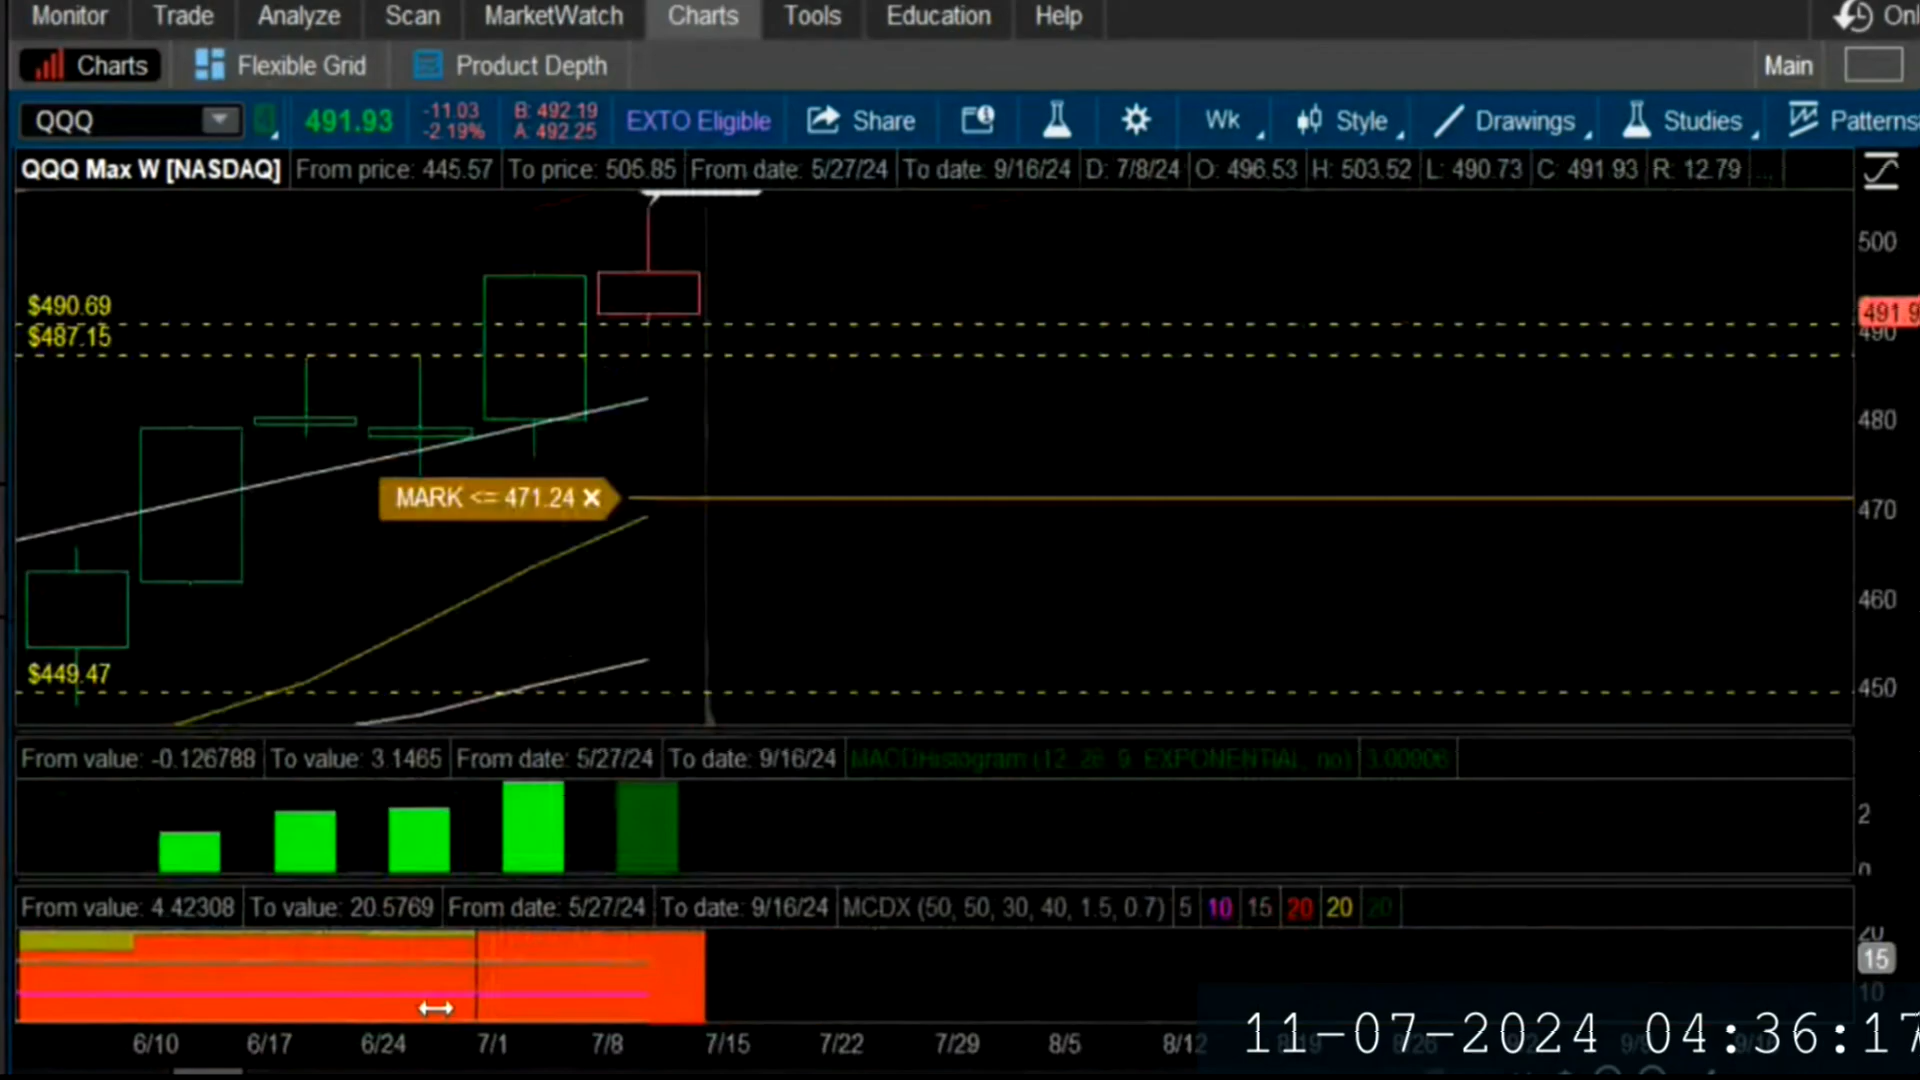 Monitor Trade Analyze Scan MarketWatch Charts Tools Education Help Onl
Charts Flexible Grid Product Depth Main
QQQ 491.93 -11.03 -2.19% B: 492.19 A: 492.25 EXTO Eligible Share Wk Style Drawings Studies Patterns
QQQ Max W [NASDAQ] From price: 445.57 To price: 505.85 From date: 5/27/24 To date: 9/16/24 D: 7/8/24 O: 496.53 H: 503.52 L: 490.73 C: 491.93 R: 12.79 ...
500
$490.69
491.9
490
$487.15
480
MARK <= 471.24
470
460
$449.47
450
From value: -0.126788 To value: 3.1465 From date: 5/27/24 To date: 9/16/24 MACDHistogram (12, 26, 9, EXPONENTIAL, no) 3.00906
2
0
From value: 4.42308 To value: 20.5769 From date: 5/27/24 To date: 9/16/24 MCDX (50, 50, 30, 40, 1.5, 0.7) 5 10 15 20 20 20
20
15
10
6/10 6/17 6/24 7/1 7/8 7/15 7/22 7/29 8/5 8/12
11-07-2024 04:36:17